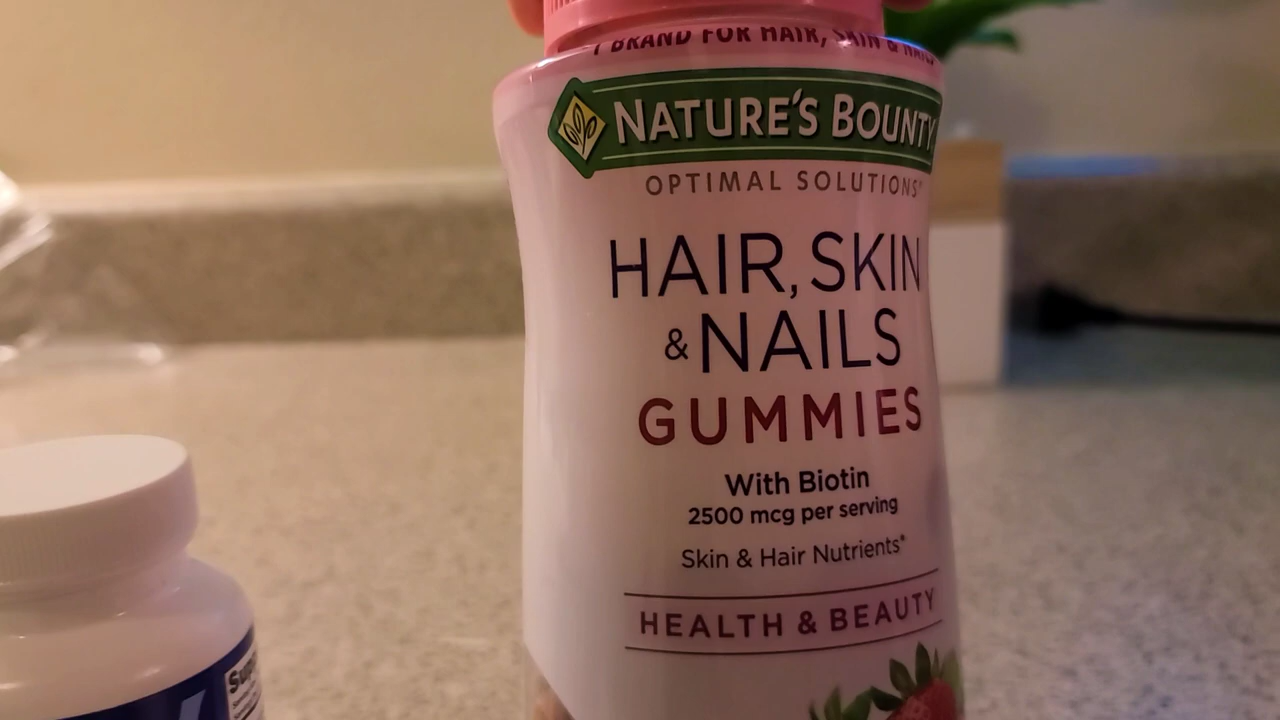 1 BRAND FOR HAIR, SKIN & NAILS
NATURE'S BOUNTY
OPTIMAL SOLUTIONS®
HAIR, SKIN
& NAILS
GUMMIES
With Biotin
2500 mcg per serving
Skin & Hair Nutrients*
HEALTH & BEAUTY